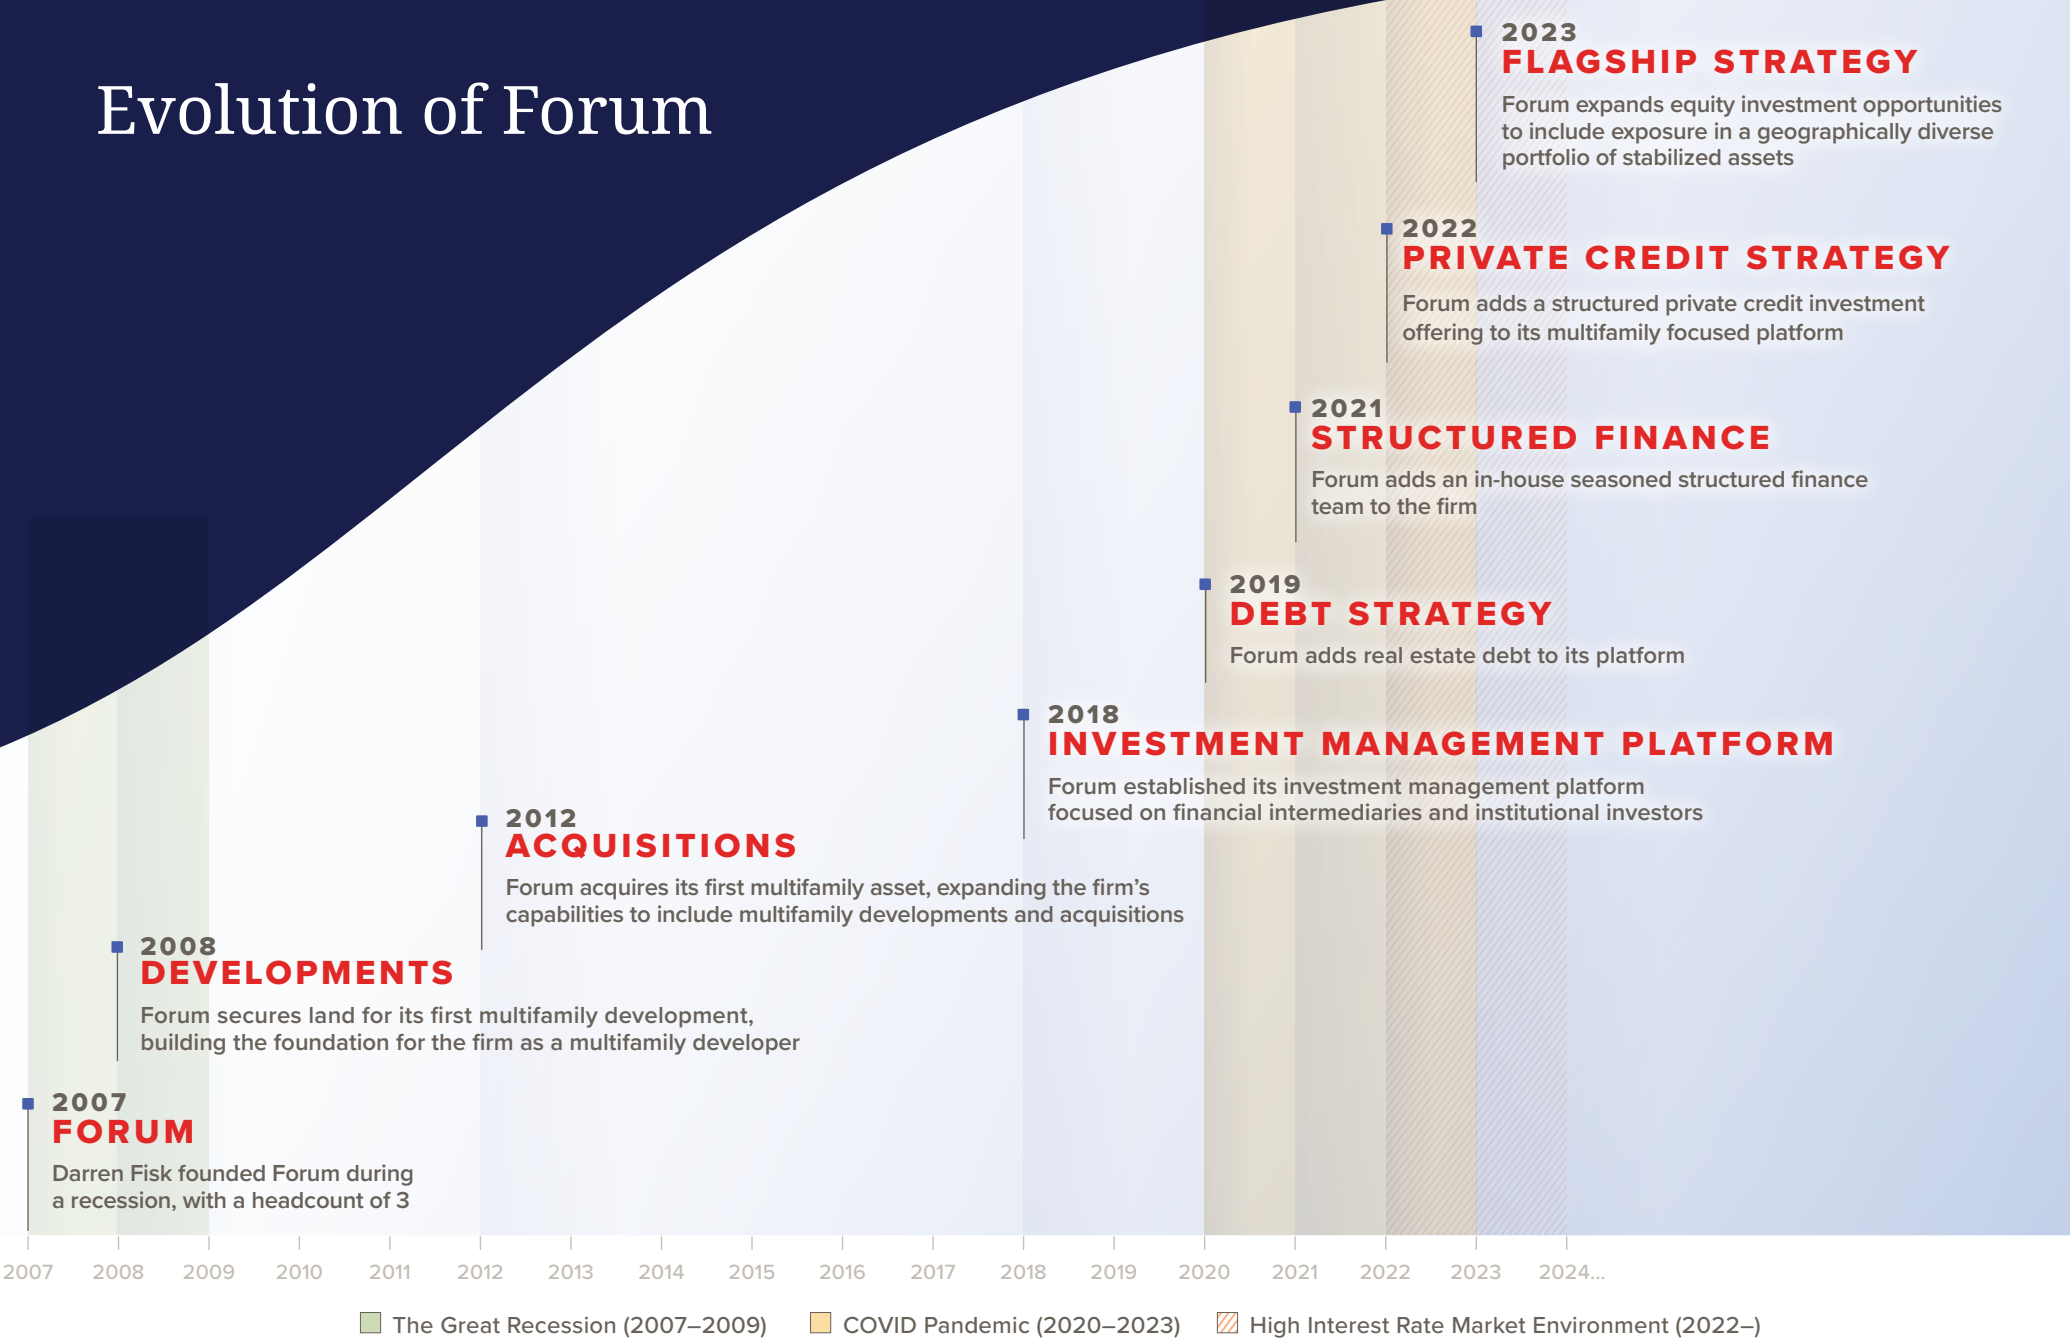 Evolution of Forum
2023
FLAGSHIP STRATEGY
Forum expands equity investment opportunities
to include exposure in a geographically diverse
portfolio of stabilized assets
2022
PRIVATE CREDIT STRATEGY
Forum adds a structured private credit investment
offering to its multifamily focused platform
2021
STRUCTURED FINANCE
Forum adds an in-house seasoned structured finance
team to the firm
2019
DEBT STRATEGY
Forum adds real estate debt to its platform
2018
INVESTMENT MANAGEMENT PLATFORM
Forum established its investment management platform
focused on financial intermediaries and institutional investors
2012
ACQUISITIONS
Forum acquires its first multifamily asset, expanding the firm’s
capabilities to include multifamily developments and acquisitions
2008
DEVELOPMENTS
Forum secures land for its first multifamily development,
building the foundation for the firm as a multifamily developer
2007
FORUM
Darren Fisk founded Forum during
a recession, with a headcount of 3
2007 2008 2009 2010 2011 2012 2013 2014 2015 2016 2017 2018 2019 2020 2021 2022 2023 2024...
The Great Recession (2007–2009) COVID Pandemic (2020–2023) High Interest Rate Market Environment (2022–)